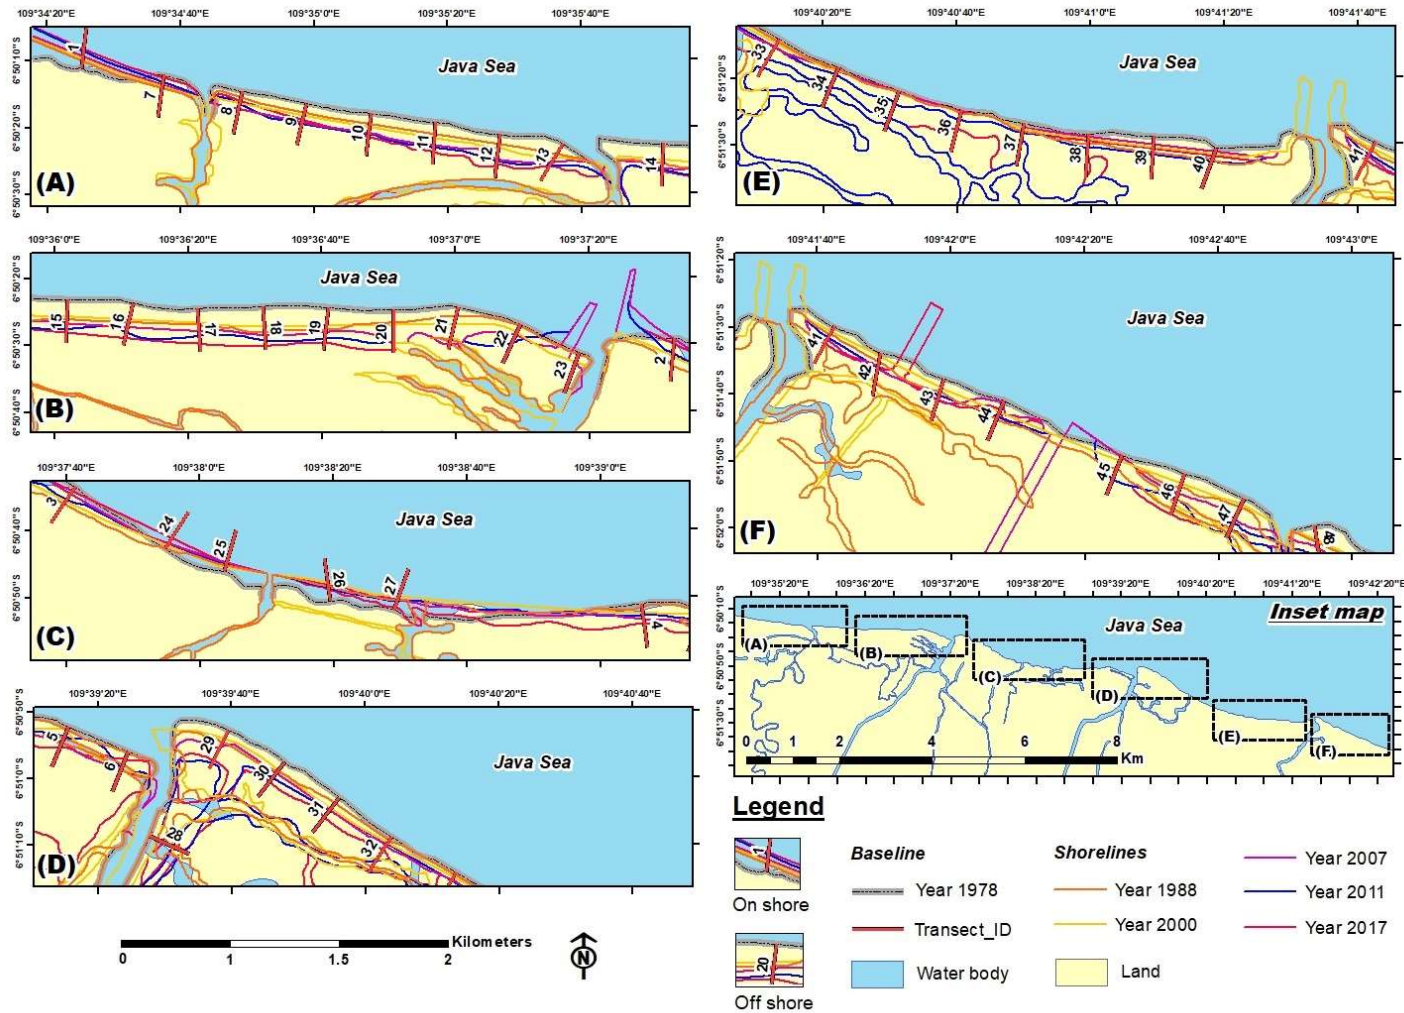 109°34'20"E 109°34'40"E 109°35'0"E 109°35'20"E 109°35'40"E
6°50'10"S
6°50'20"S
6°50'30"S
Java Sea
1 7 8 9 10 11 12 13 14
(A)
109°36'0"E 109°36'20"E 109°36'40"E 109°37'0"E 109°37'20"E
6°50'20"S
6°50'30"S
6°50'40"S
Java Sea
15 16 17 18 19 20 21 22 23 2
(B)
109°37'40"E 109°38'0"E 109°38'20"E 109°38'40"E 109°39'0"E
6°50'40"S
6°50'50"S
Java Sea
3 24 25 26 27 4
(C)
109°39'20"E 109°39'40"E 109°40'0"E 109°40'20"E 109°40'40"E
6°50'50"S
6°51'0"S
6°51'10"S
Java Sea
5 6 28 29 30 31 32
(D)
Kilometers
0 1 1.5 2
N
109°40'20"E 109°40'40"E 109°41'0"E 109°41'20"E 109°41'40"E
6°51'20"S
6°51'30"S
Java Sea
33 34 35 36 37 38 39 40 41
(E)
109°41'40"E 109°42'0"E 109°42'20"E 109°42'40"E 109°43'0"E
6°51'20"S
6°51'30"S
6°51'40"S
6°51'50"S
6°52'0"S
Java Sea
41 42 43 44 45 46 47 48
(F)
109°35'20"E 109°36'20"E 109°37'20"E 109°38'20"E 109°39'20"E 109°40'20"E 109°41'20"E 109°42'20"E
6°50'10"S
6°50'50"S
6°51'30"S
Java Sea
Inset map
(A) (B) (C) (D) (E) (F)
0 1 2 4 6 8
Km
Legend
1
On shore
20
Off shore
Baseline
Year 1978
Transect_ID
Water body
Shorelines
Year 1988
Year 2000
Land
Year 2007
Year 2011
Year 2017